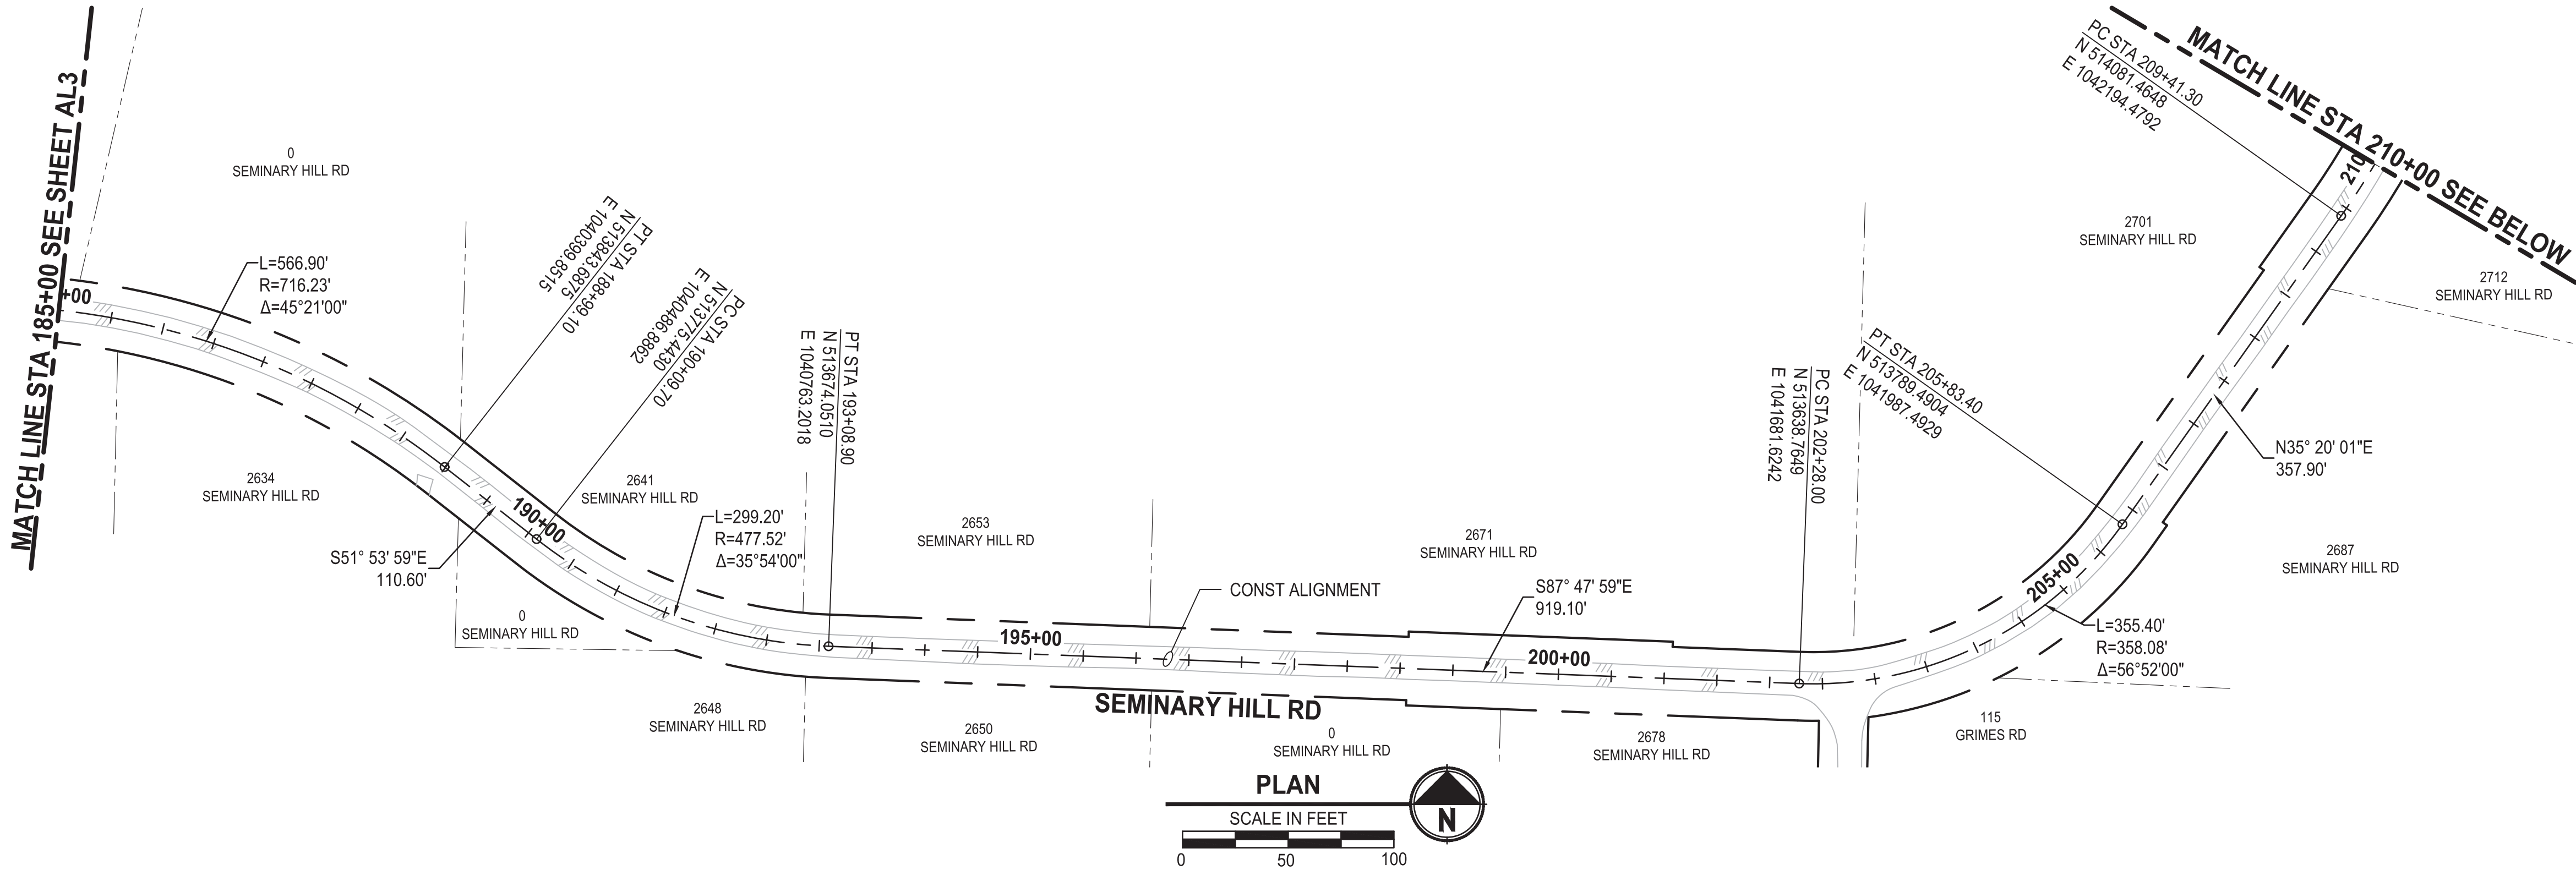 MATCH LINE STA 185+00 SEE SHEET AL3
+00
0
SEMINARY HILL RD
L=566.90'
R=716.23'
Δ=45°21'00"
2634
SEMINARY HILL RD
PT STA 188+99.10
N 513843.6875
E 1040399.8515
S51° 53' 59"E
110.60'
190+00
PC STA 190+09.70
N 513775.4430
E 1040486.8862
2641
SEMINARY HILL RD
0
SEMINARY HILL RD
L=299.20'
R=477.52'
Δ=35°54'00"
PT STA 193+08.90
N 513674.0510
E 1040763.2018
2648
SEMINARY HILL RD
2653
SEMINARY HILL RD
195+00
2650
SEMINARY HILL RD
CONST ALIGNMENT
SEMINARY HILL RD
0
SEMINARY HILL RD
2671
SEMINARY HILL RD
S87° 47' 59"E
919.10'
200+00
2678
SEMINARY HILL RD
PC STA 202+28.00
N 513638.7649
E 1041681.6242
115
GRIMES RD
205+00
L=355.40'
R=358.08'
Δ=56°52'00"
PT STA 205+83.40
N 513789.4904
E 1041987.4929
2687
SEMINARY HILL RD
N35° 20' 01"E
357.90'
2701
SEMINARY HILL RD
PC STA 209+41.30
N 514081.4648
E 1042194.4792
210
MATCH LINE STA 210+00 SEE BELOW
2712
SEMINARY HILL RD
PLAN
SCALE IN FEET
0 50 100
N